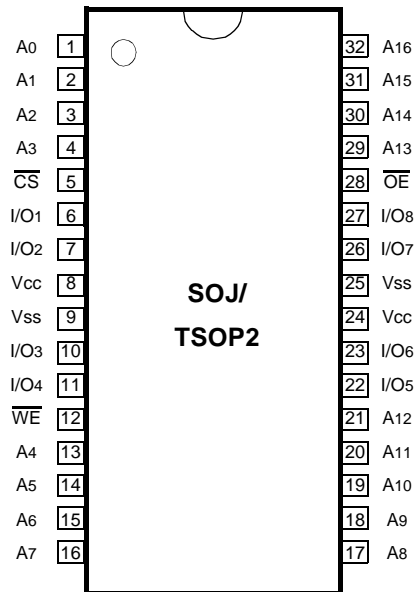 A0 1 32 A16
A1 2 31 A15
A2 3 30 A14
A3 4 29 A13
C̅S̅ 5 28 O̅E̅
I/O1 6 27 I/O8
I/O2 7 26 I/O7
Vcc 8 25 Vss
SOJ/
Vss 9 24 Vcc
TSOP2
I/O3 10 23 I/O6
I/O4 11 22 I/O5
W̅E̅ 12 21 A12
A4 13 20 A11
A5 14 19 A10
A6 15 18 A9
A7 16 17 A8